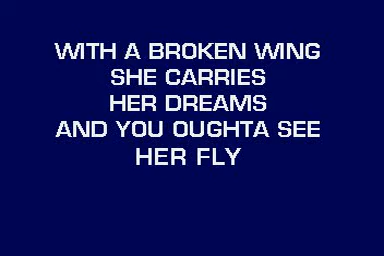 WITH A BROKEN WING
SHE CARRIES
HER DREAMS
AND YOU OUGHTA SEE
HER FLY